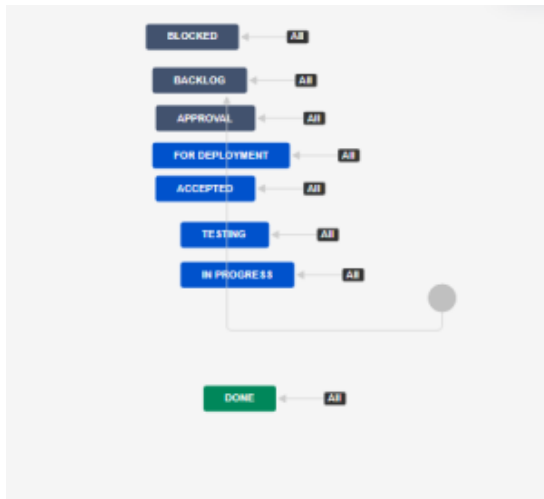 BLOCKED All
BACKLOG All
APPROVAL All
FOR DEPLOYMENT All
ACCEPTED All
TESTING All
IN PROGRESS All
DONE All